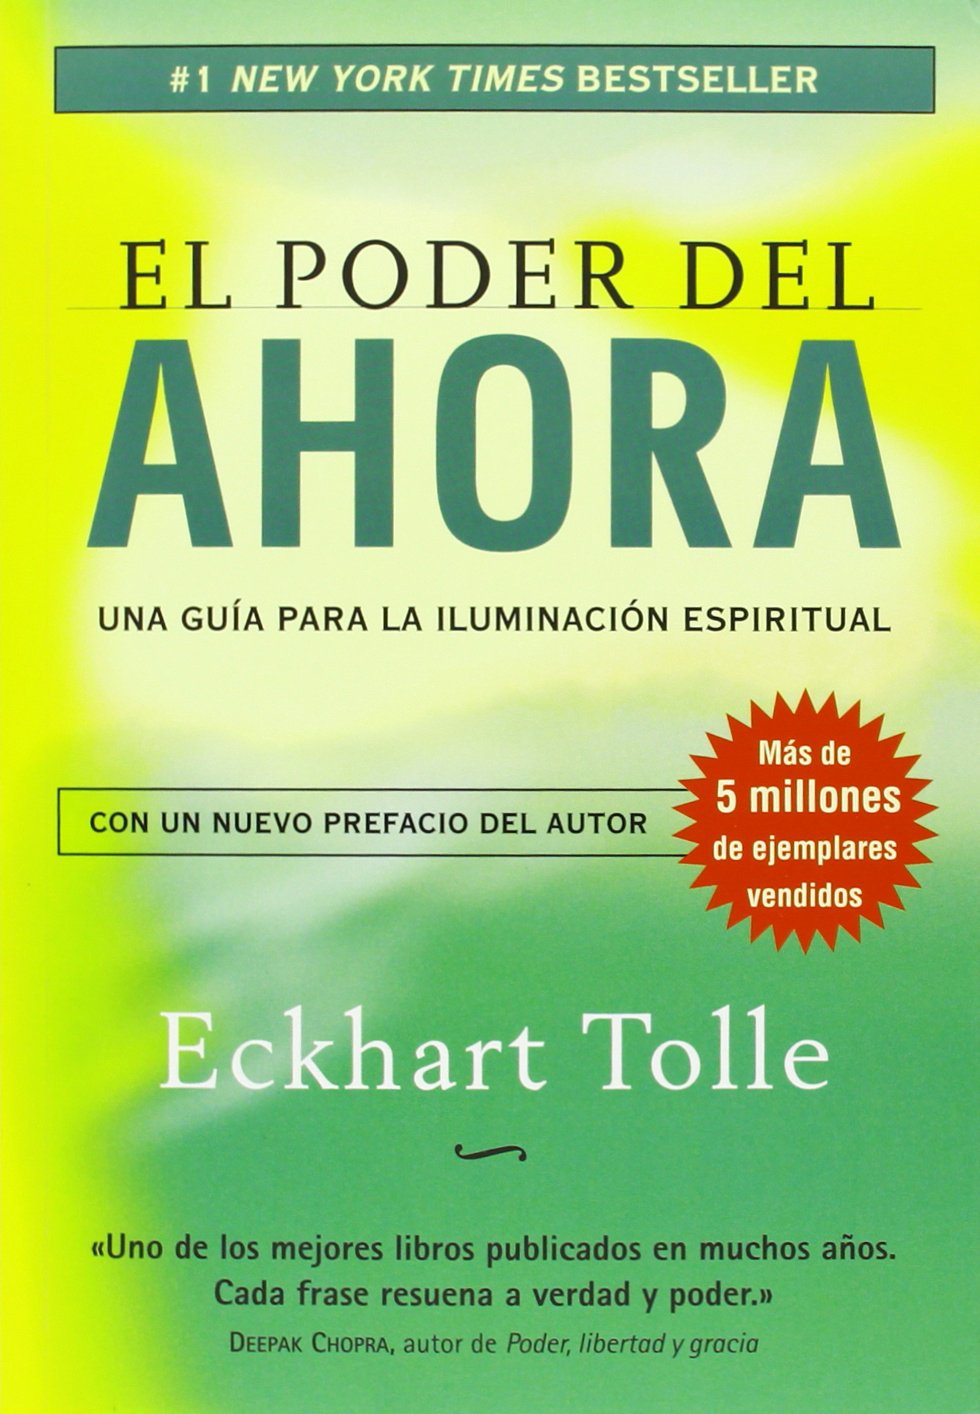 #1 NEW YORK TIMES BESTSELLER
EL PODER DEL
AHORA
UNA GUÍA PARA LA ILUMINACIÓN ESPIRITUAL
CON UN NUEVO PREFACIO DEL AUTOR
Más de
5 millones
de ejemplares
vendidos
Eckhart Tolle
«Uno de los mejores libros publicados en muchos años.
Cada frase resuena a verdad y poder.»
DEEPAK CHOPRA, autor de Poder, libertad y gracia